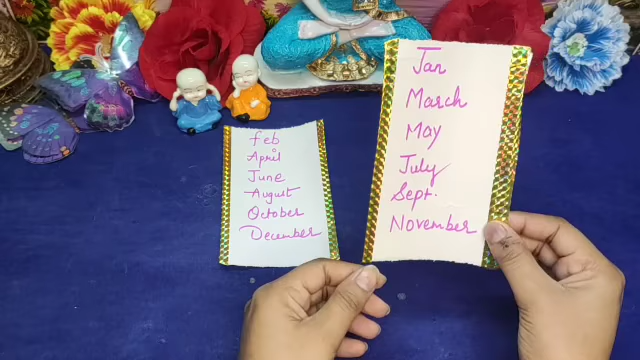 feb
April
June
August
October
December
Jan
March
May
July
Sept.
November